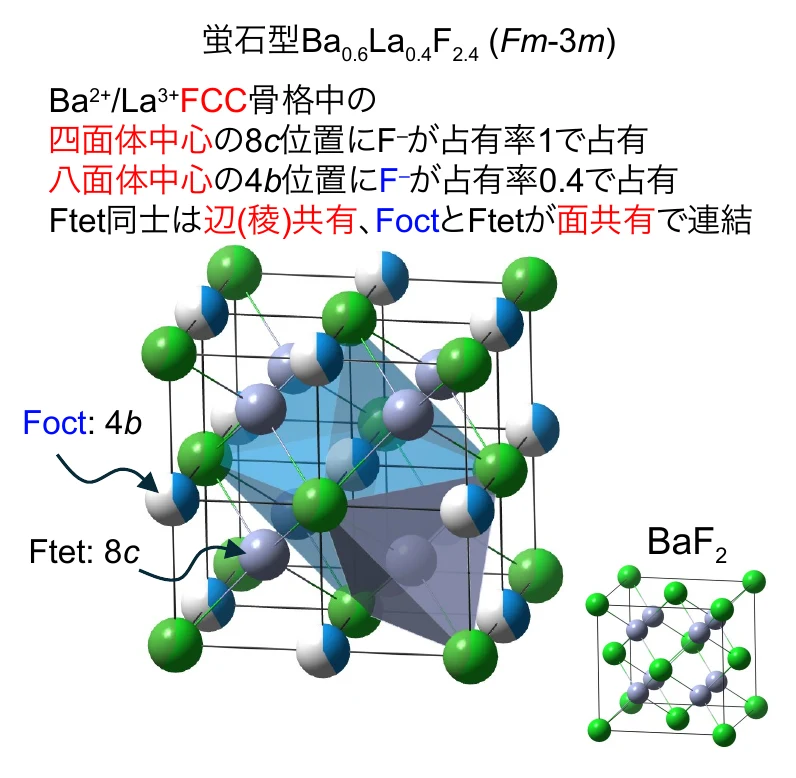 蛍石型Ba0.6La0.4F2.4 (Fm-3m)
Ba2+/La3+FCC骨格中の
四面体中心の8c位置にF–が占有率1で占有
八面体中心の4b位置にF–が占有率0.4で占有
Ftet同士は辺(稜)共有、FoctとFtetが面共有で連結
Foct: 4b
Ftet: 8c
BaF2